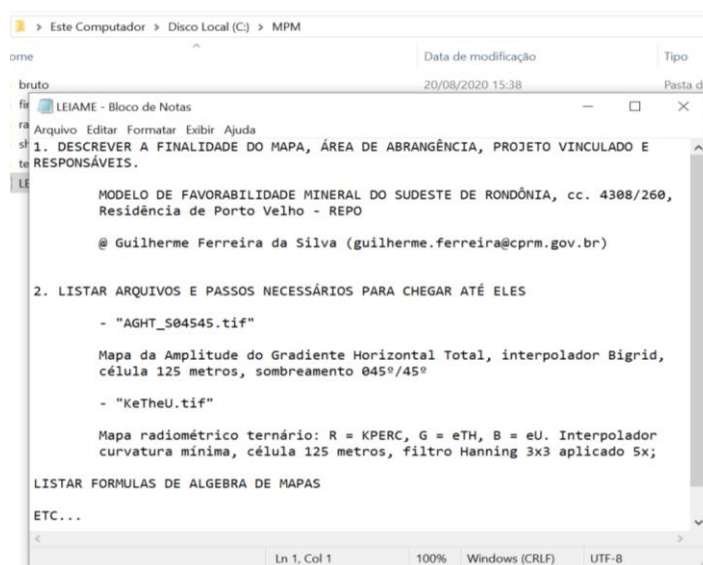 Este Computador > Disco Local (C:) > MPM
ome Data de modificação Tipo
bruto 20/08/2020 15:38 Pasta d
LEIAME - Bloco de Notas
Arquivo Editar Formatar Exibir Ajuda
1. DESCREVER A FINALIDADE DO MAPA, ÁREA DE ABRANGÊNCIA, PROJETO VINCULADO E
RESPONSÁVEIS.
MODELO DE FAVORABILIDADE MINERAL DO SUDESTE DE RONDÔNIA, cc. 4308/260,
Residência de Porto Velho - REPO
@ Guilherme Ferreira da Silva (guilherme.ferreira@cprm.gov.br)
2. LISTAR ARQUIVOS E PASSOS NECESSÁRIOS PARA CHEGAR ATÉ ELES
- "AGHT_S04545.tif"
Mapa da Amplitude do Gradiente Horizontal Total, interpolador Bigrid,
célula 125 metros, sombreamento 045º/45º
- "KeTheU.tif"
Mapa radiométrico ternário: R = KPERC, G = eTH, B = eU. Interpolador
curvatura mínima, célula 125 metros, filtro Hanning 3x3 aplicado 5x;
LISTAR FORMULAS DE ALGEBRA DE MAPAS
ETC...
Ln 1, Col 1 100% Windows (CRLF) UTF-8